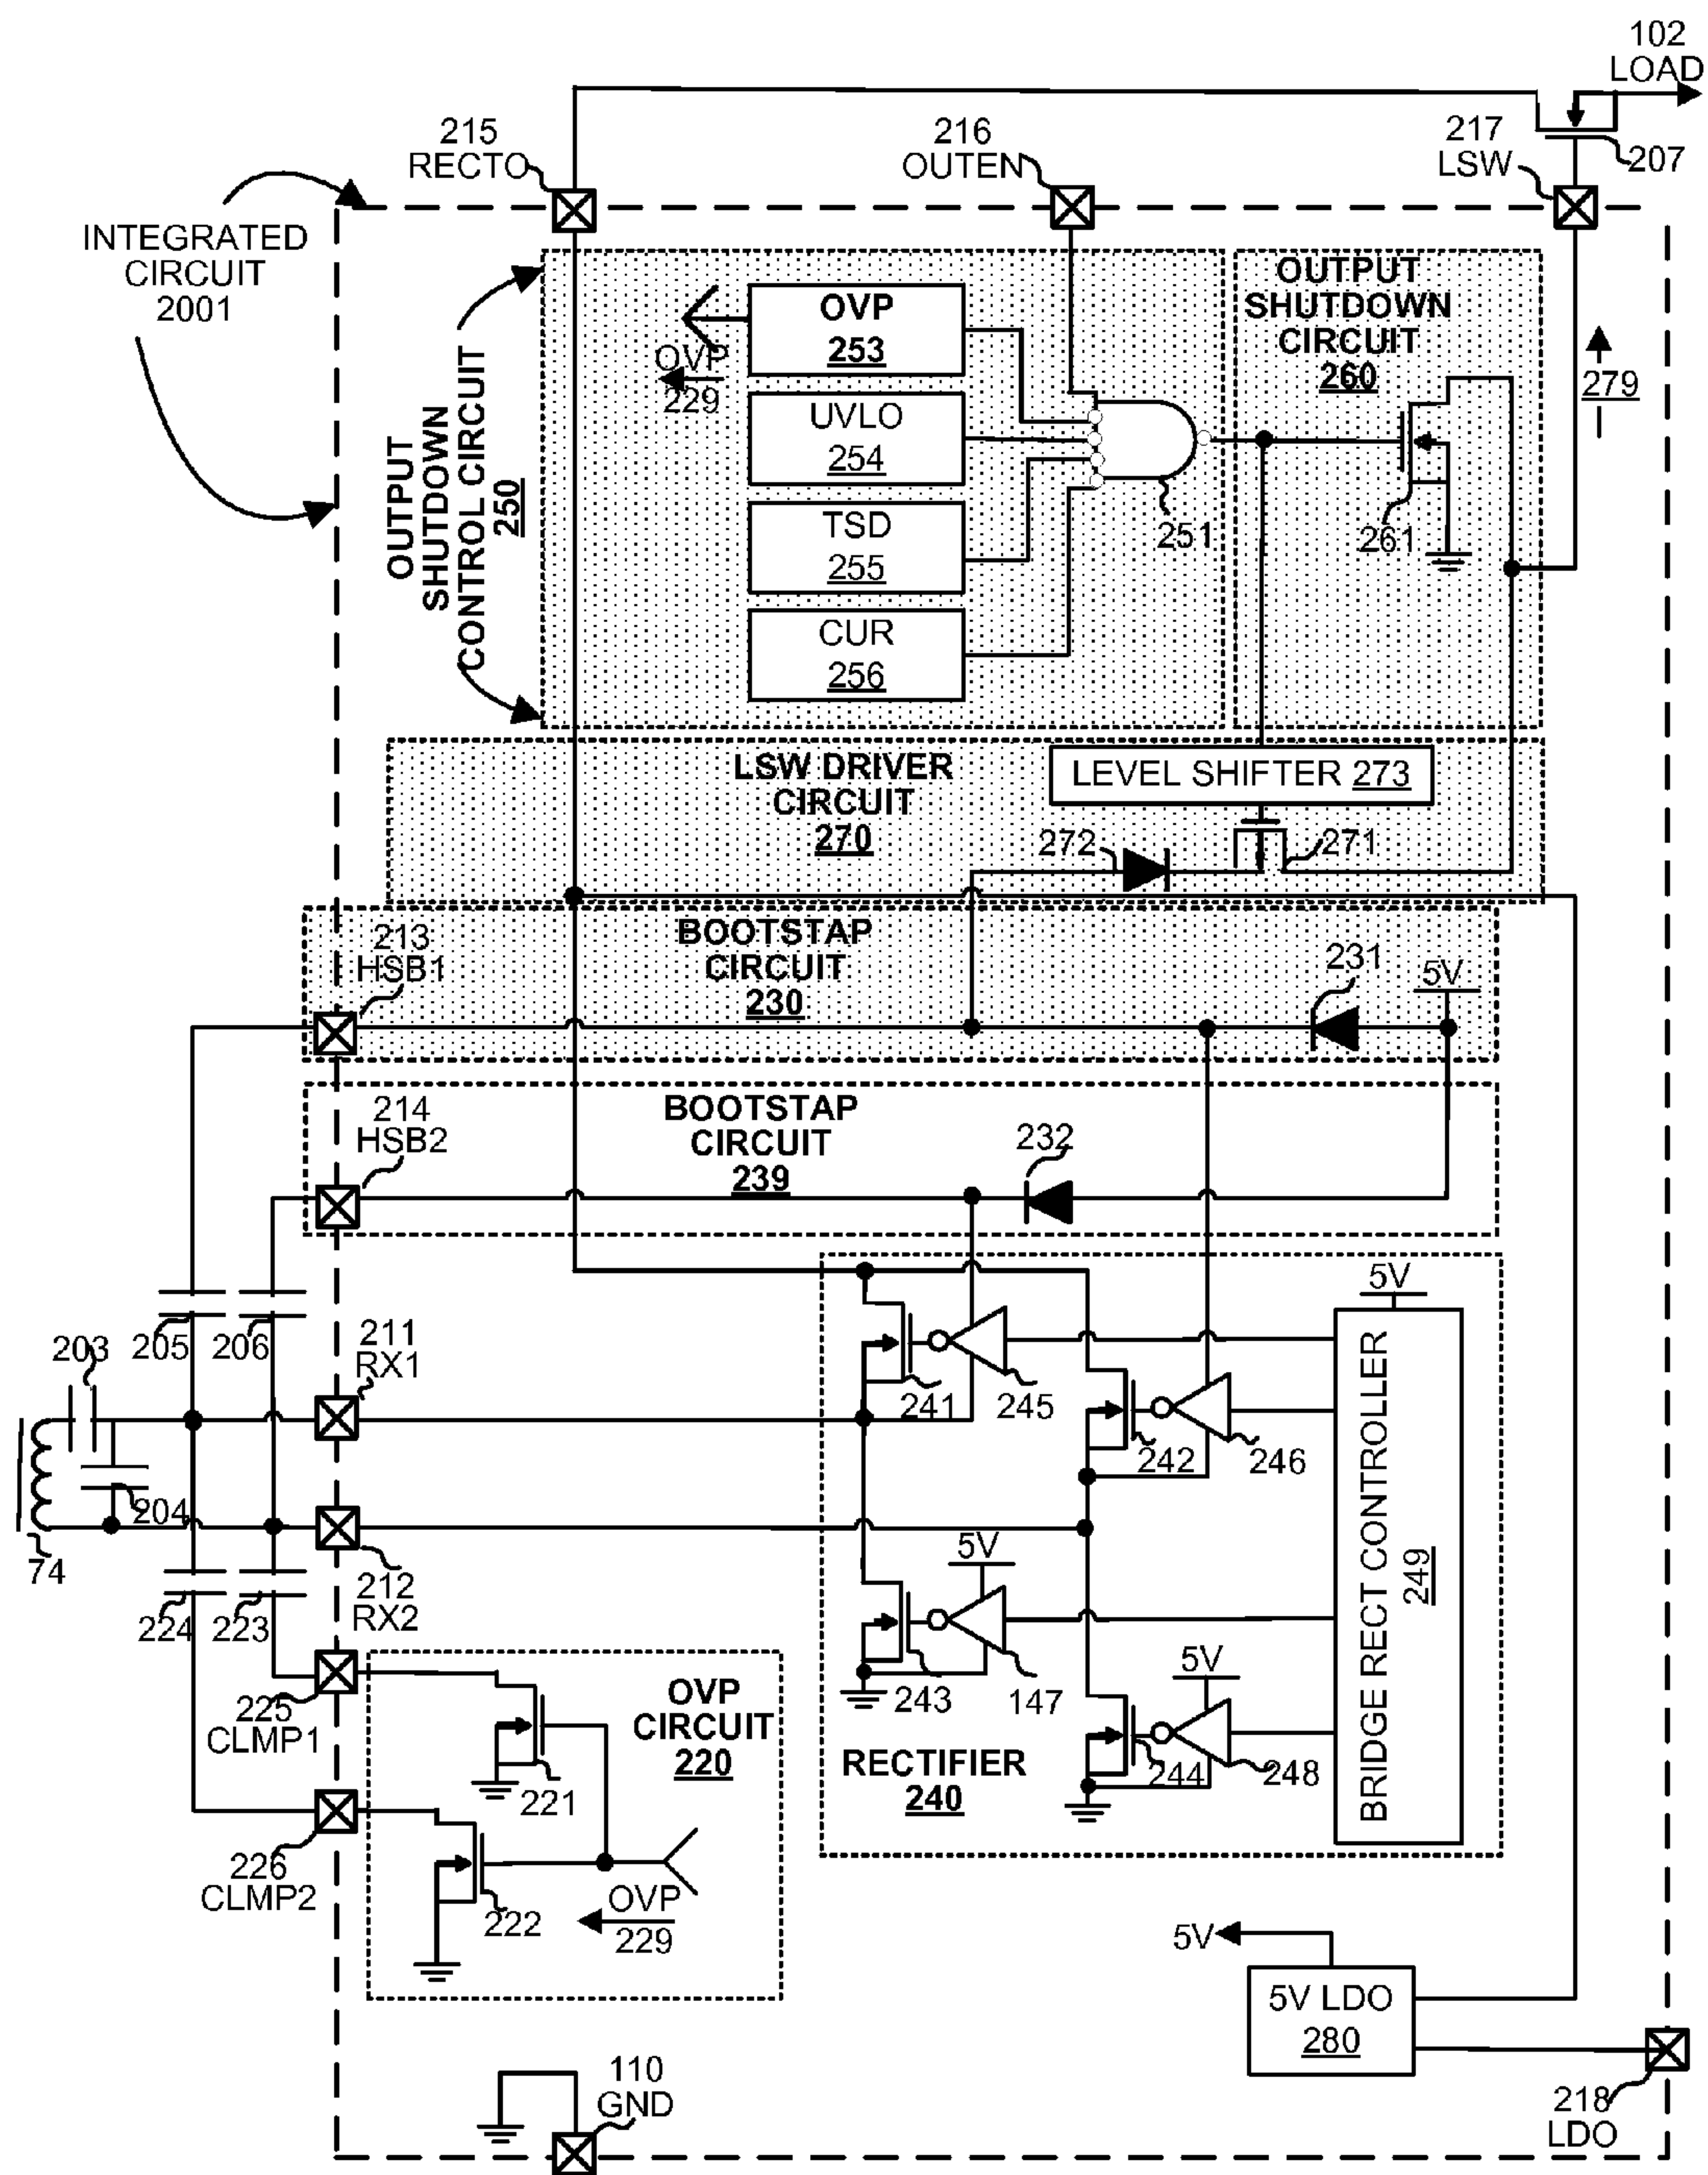 102
LOAD
215
RECTO
216
OUTEN
217
LSW
207
INTEGRATED
CIRCUIT
2001
OUTPUT
SHUTDOWN
CONTROL CIRCUIT
250
OVP
253
OVP
229
UVLO
254
TSD
255
CUR
256
251
OUTPUT
SHUTDOWN
CIRCUIT
260
261
279
LSW DRIVER
CIRCUIT
270
LEVEL SHIFTER 273
272
271
213
HSB1
BOOTSTAP
CIRCUIT
230
231
5V
214
HSB2
BOOTSTAP
CIRCUIT
239
232
203
205
206
211
RX1
204
74
212
RX2
224
223
225
CLMP1
226
CLMP2
241
245
242
246
5V
BRIDGE RECT CONTROLLER
249
5V
243
147
5V
244
248
RECTIFIER
240
OVP
CIRCUIT
220
221
222
OVP
229
5V
5V LDO
280
218
LDO
110
GND